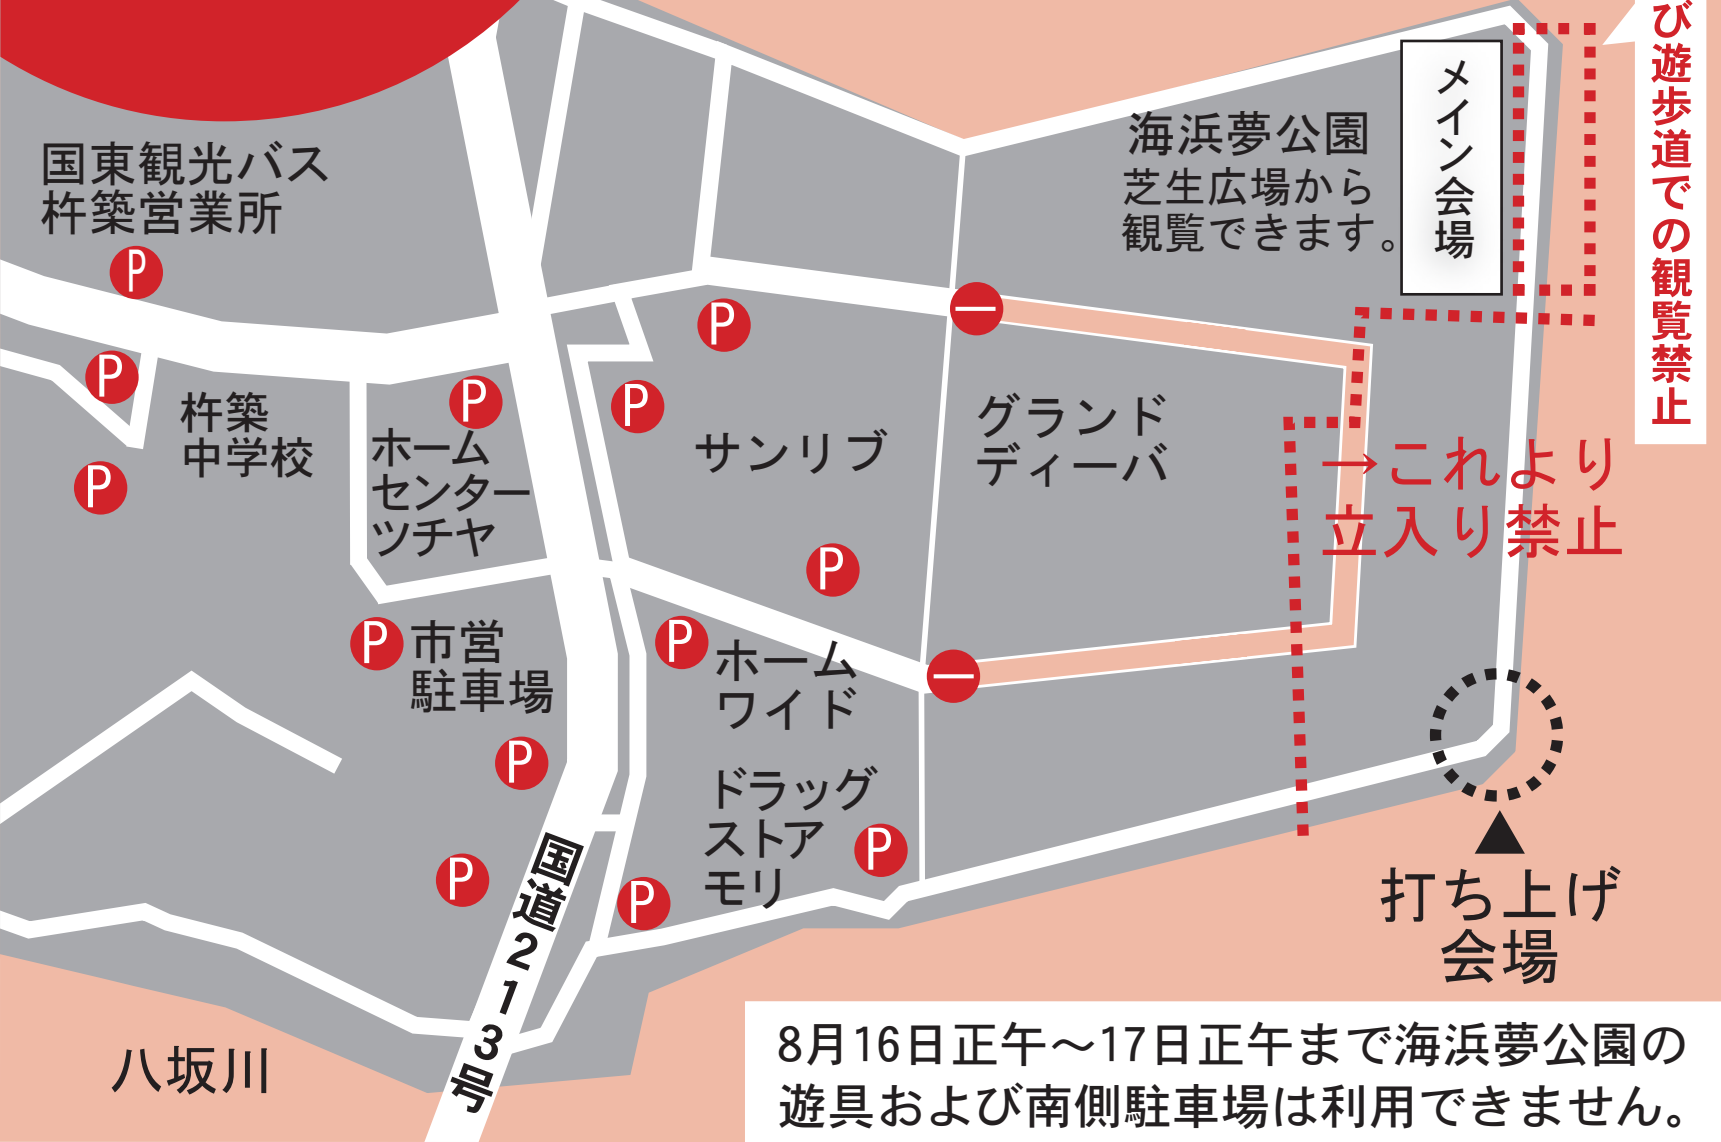 び遊歩道での観覧禁止
メイン会場
海浜夢公園
芝生広場から
観覧できます。
国東観光バス
杵築営業所
P
P
P
P
杵築
中学校
P
ホーム
センター
ツチヤ
P
サンリブ
グランド
ディーバ
→これより
立入り禁止
P
P
市営
駐車場
P
ホーム
ワイド
P
ドラッグ
ストア
モリ
P
P
P
国道213号
打ち上げ
会場
八坂川
8月16日正午～17日正午まで海浜夢公園の
遊具および南側駐車場は利用できません。